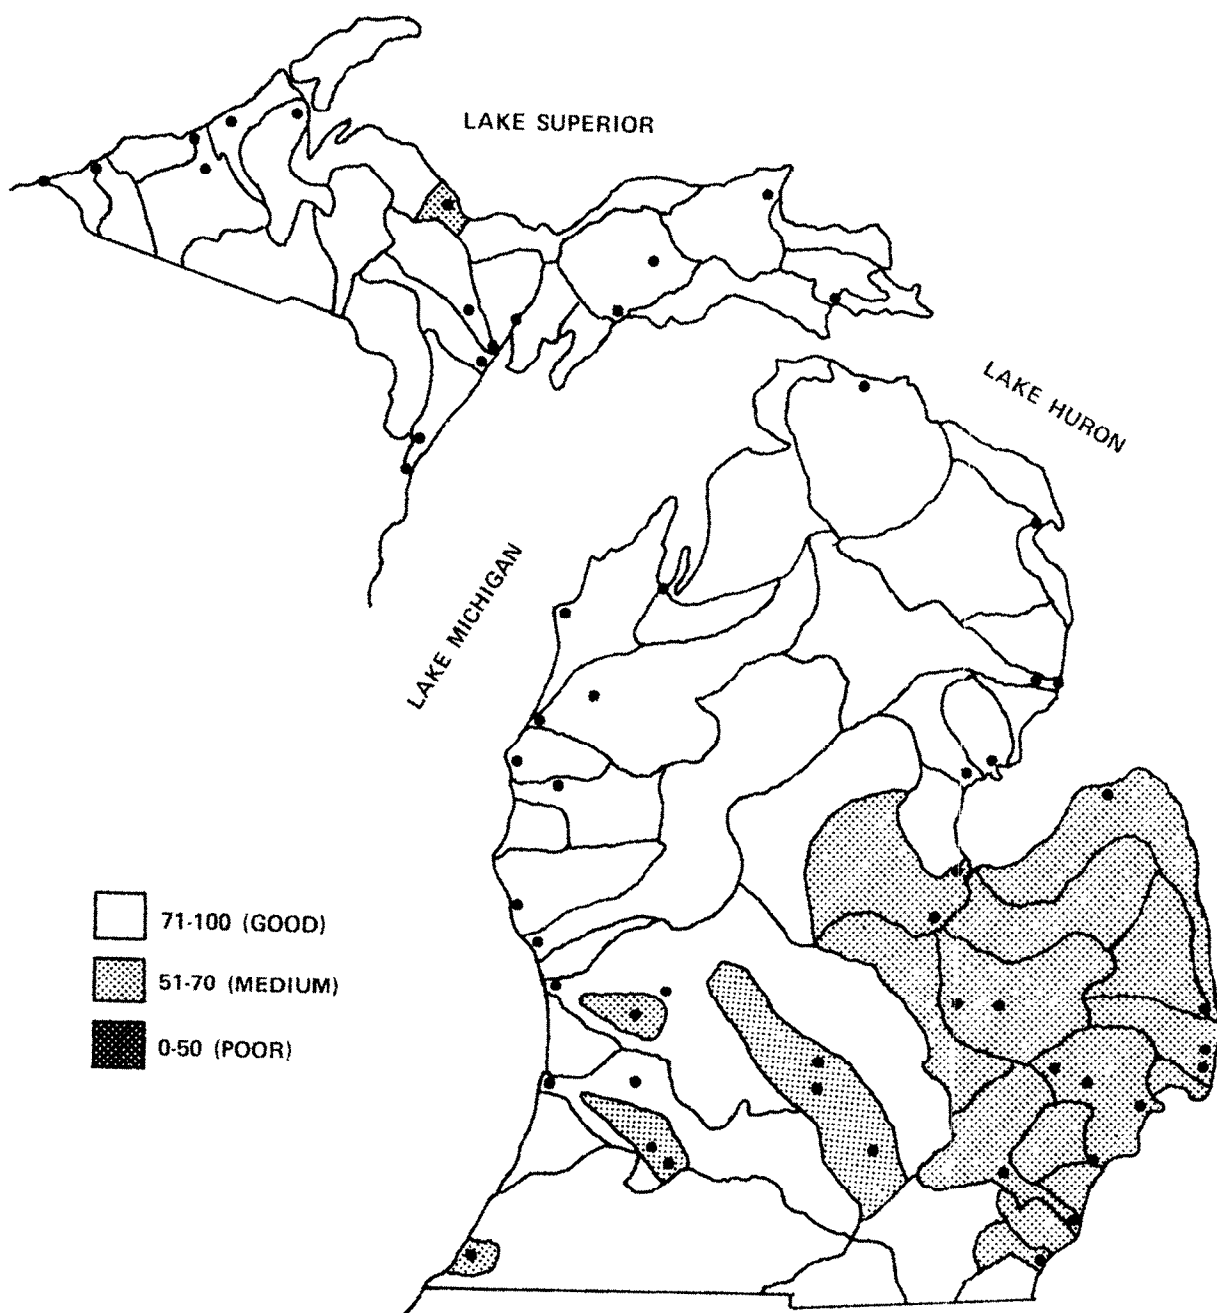 LAKE SUPERIOR
LAKE HURON
LAKE MICHIGAN
71-100 (GOOD)
51-70 (MEDIUM)
0-50 (POOR)